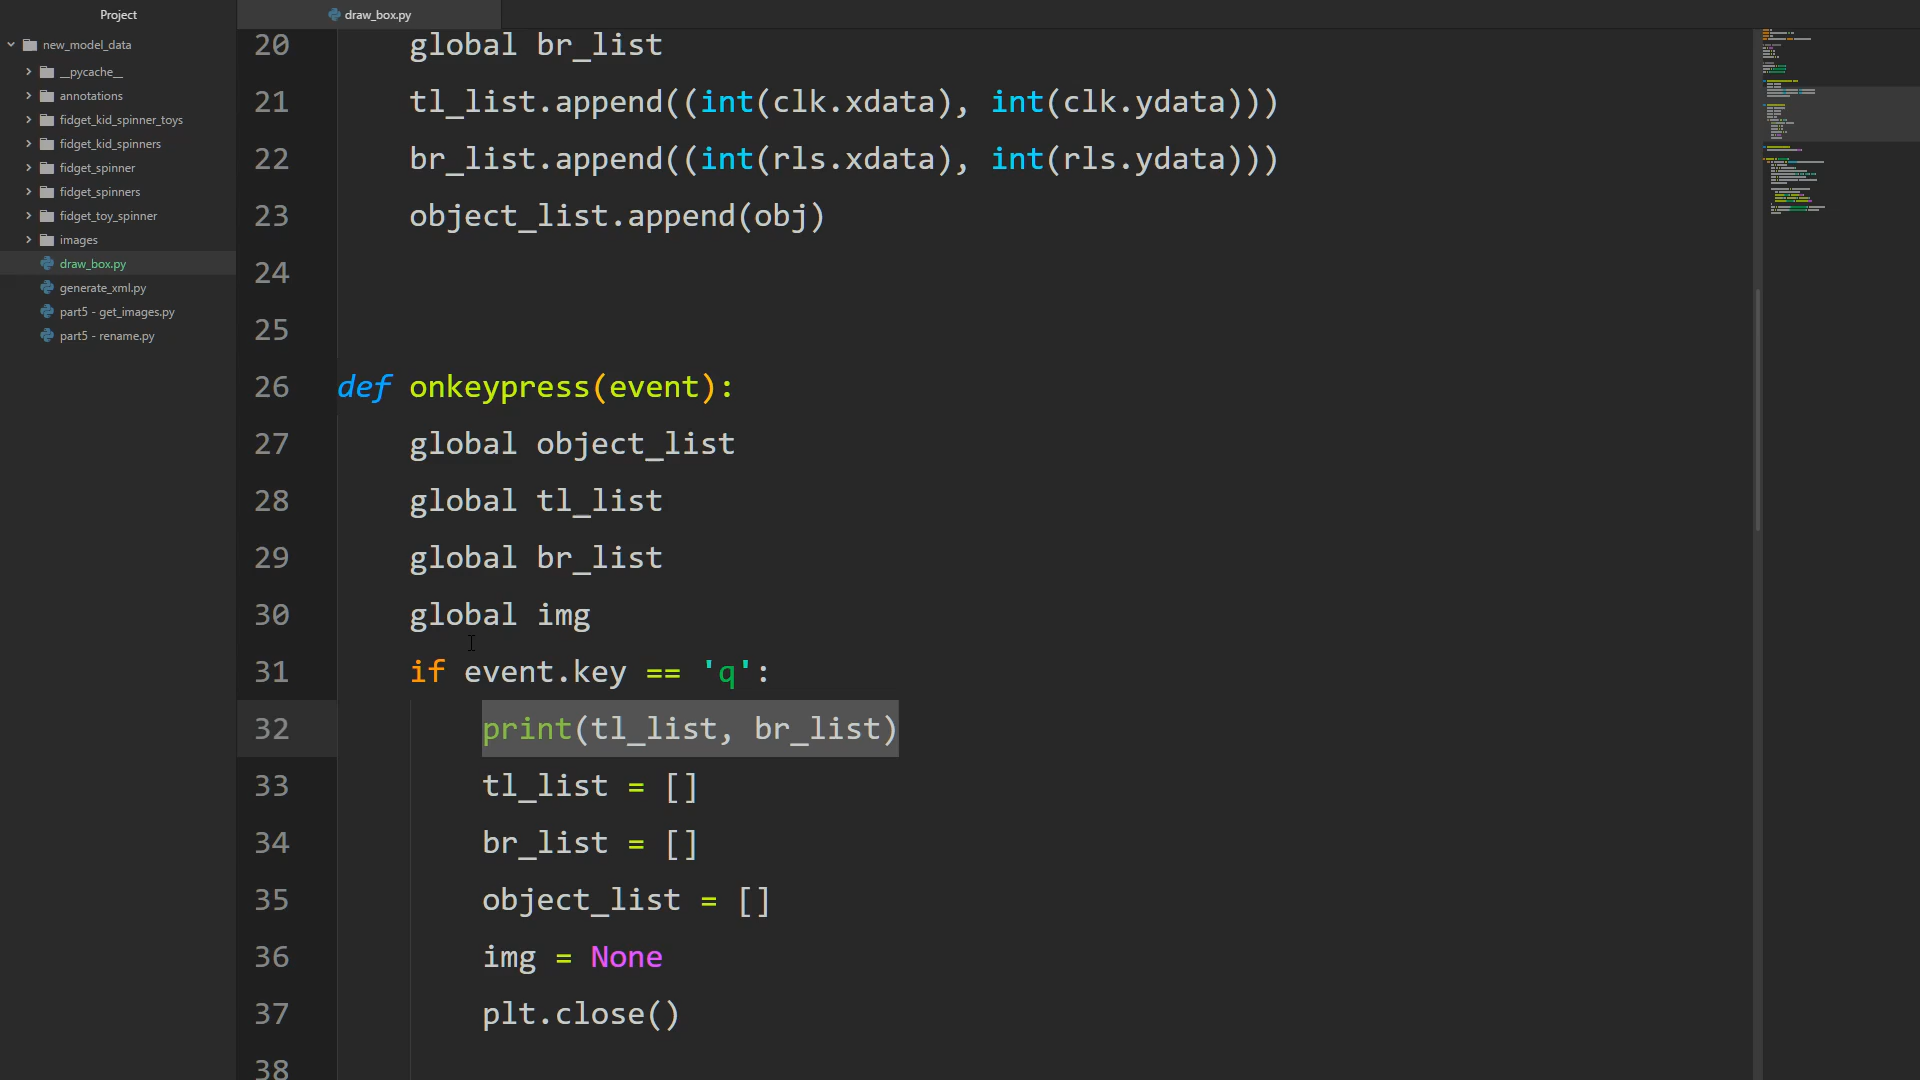 Project
draw_box.py
new_model_data
__pycache__
annotations
fidget_kid_spinner_toys
fidget_kid_spinners
fidget_spinner
fidget_spinners
fidget_toy_spinner
images
draw_box.py
generate_xml.py
part5 - get_images.py
part5 - rename.py
20 global br_list
21 tl_list.append((int(clk.xdata), int(clk.ydata)))
22 br_list.append((int(rls.xdata), int(rls.ydata)))
23 object_list.append(obj)
24
25
26 def onkeypress(event):
27 global object_list
28 global tl_list
29 global br_list
30 global img
31 if event.key == 'q':
32 print(tl_list, br_list)
33 tl_list = []
34 br_list = []
35 object_list = []
36 img = None
37 plt.close()
38